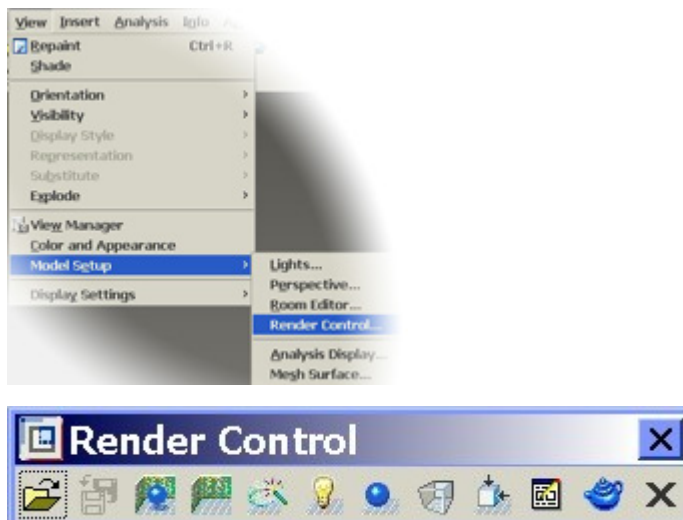 View Insert Analysis Info
Repaint Ctrl+R
Shade
Orientation
Visibility
Display Style
Representation
Substitute
Explode
View Manager
Color and Appearance
Model Setup
Display Settings
Lights...
Perspective...
Room Editor...
Render Control...
Analysis Display...
Mesh Surface...
Render Control